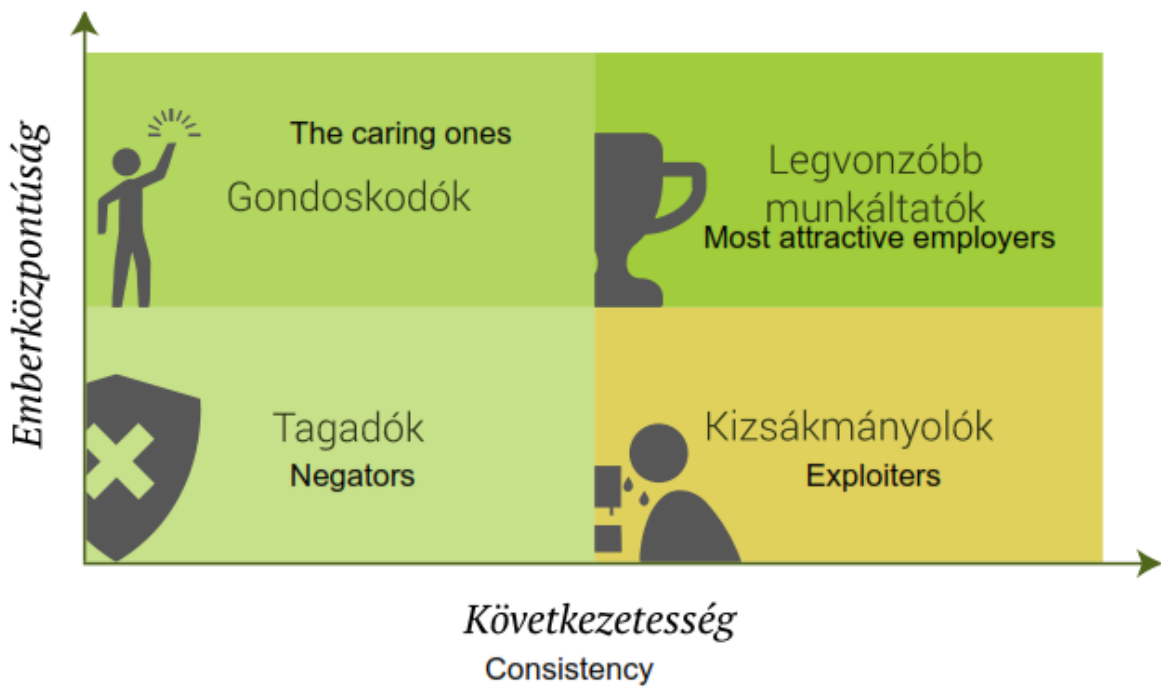 Emberközpontúság
The caring ones
Gondoskodók
Legvonzóbb
munkáltatók
Most attractive employers
Tagadók
Negators
Kizsákmányolók
Exploiters
Következetesség
Consistency